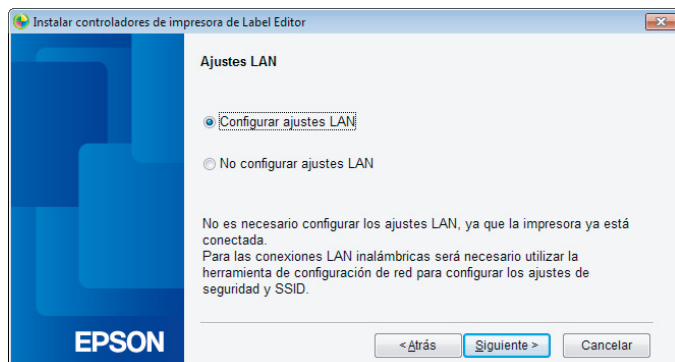 Instalar controladores de impresora de Label Editor
Ajustes LAN
Configurar ajustes LAN
No configurar ajustes LAN
No es necesario configurar los ajustes LAN, ya que la impresora ya está
conectada.
Para las conexiones LAN inalámbricas será necesario utilizar la
herramienta de configuración de red para configurar los ajustes de
seguridad y SSID.
EPSON
< Atrás
Siguiente >
Cancelar